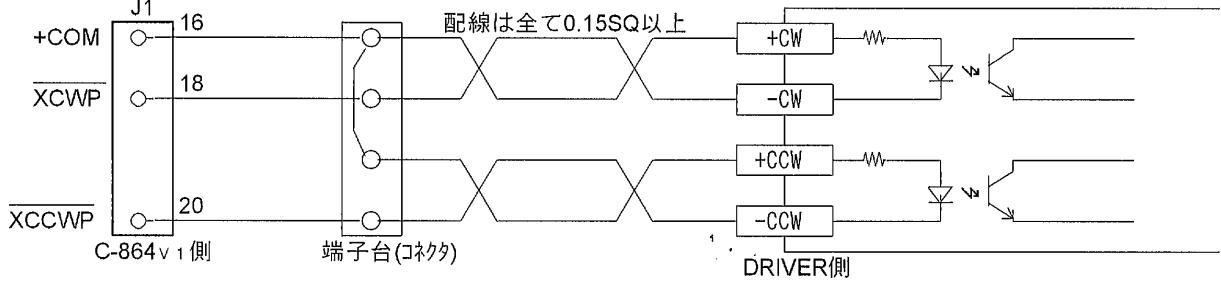 J1
配線は全て0.15SQ以上
+COM
16
+CW
XCWP
18
-CW
+CCW
XCCWP
20
-CCW
C-864v1側
端子台(ｺﾈｸﾀ)
DRIVER側